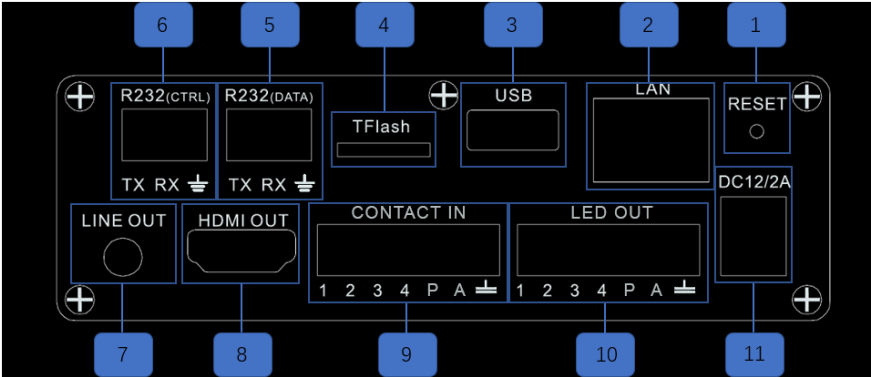 6 5 4 3 2 1
R232(CTRL) R232(DATA) USB LAN
RESET
TFlash
TX RX TX RX
DC12/2A
LINE OUT HDMI OUT CONTACT IN LED OUT
1 2 3 4 P A 1 2 3 4 P A
7 8 9 10 11